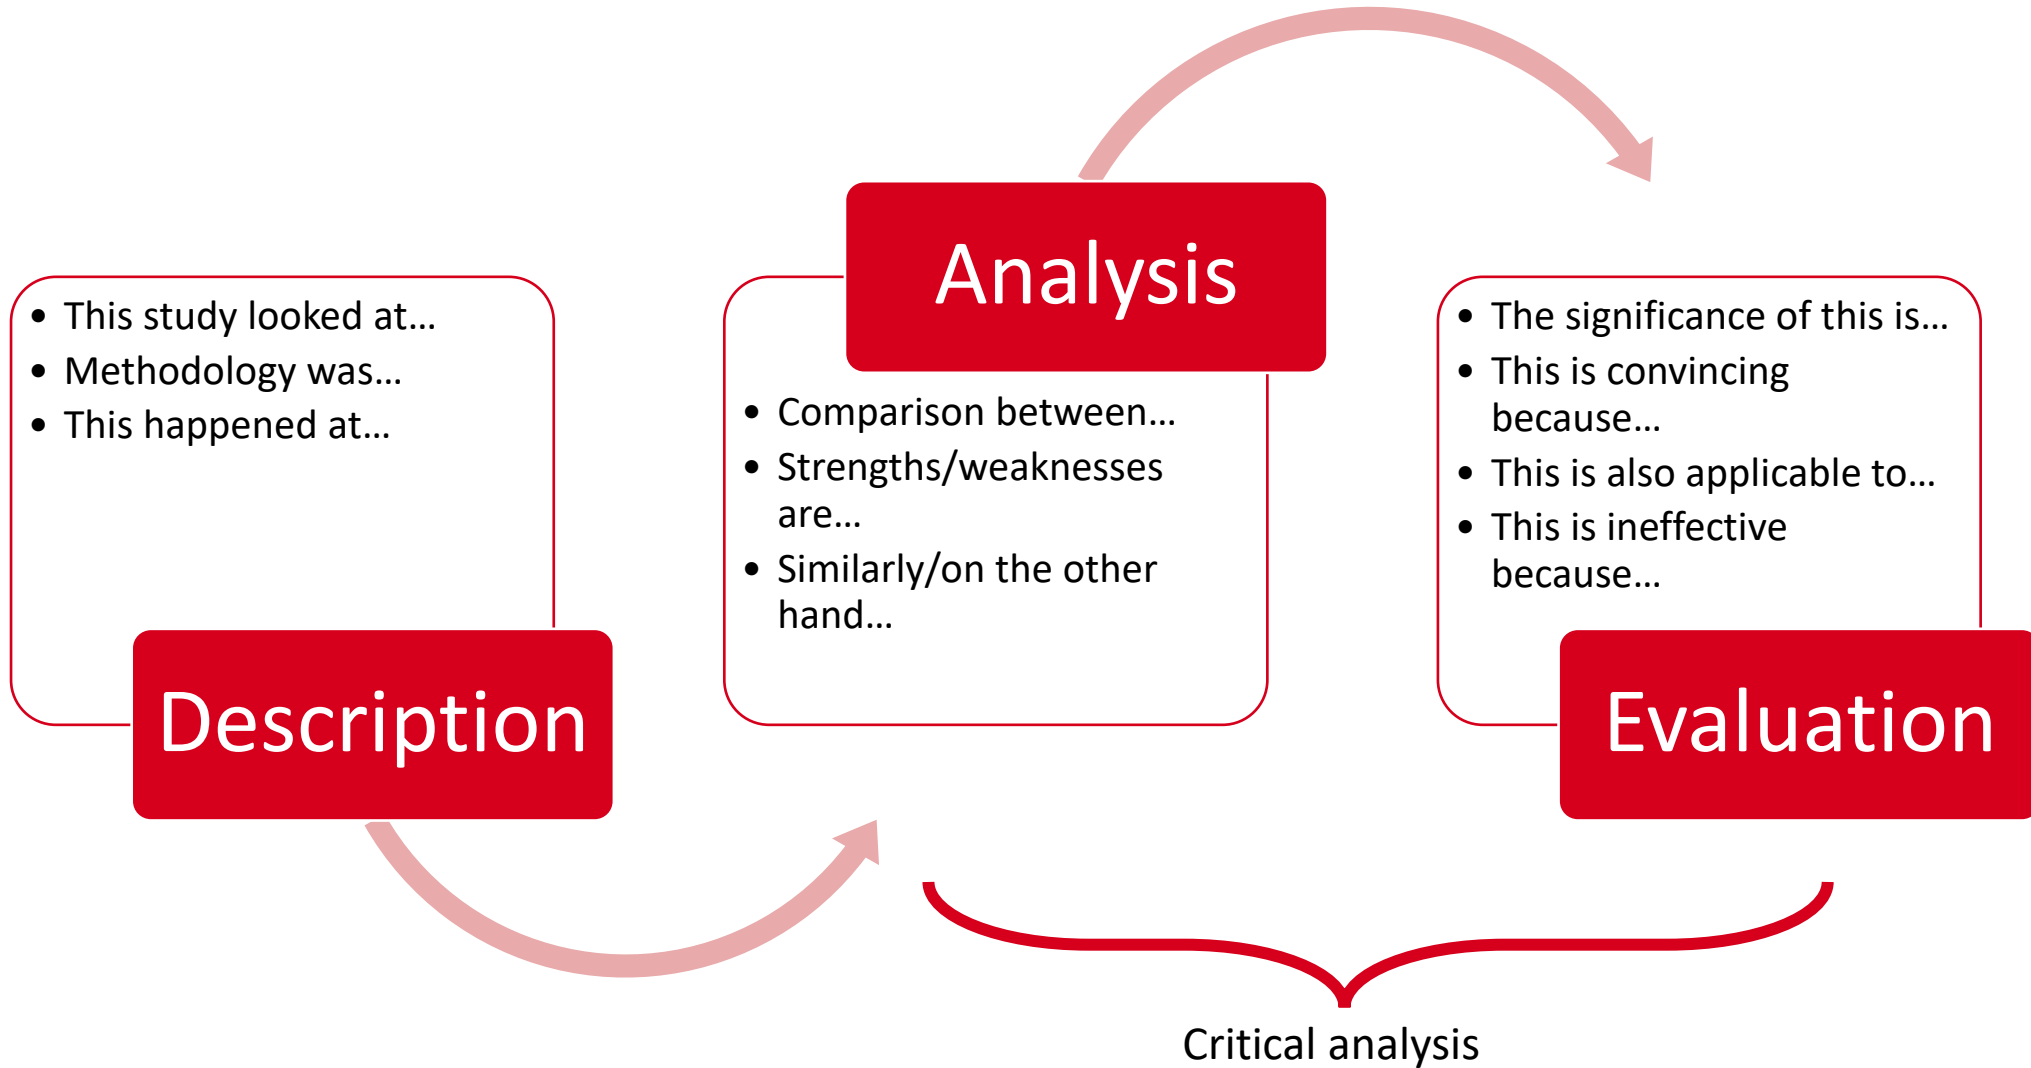 • This study looked at…
• Methodology was…
• This happened at…
Description
Analysis
• Comparison between…
• Strengths/weaknesses
are…
• Similarly/on the other
hand…
• The significance of this is…
• This is convincing
because…
• This is also applicable to…
• This is ineffective
because…
Evaluation
Critical analysis